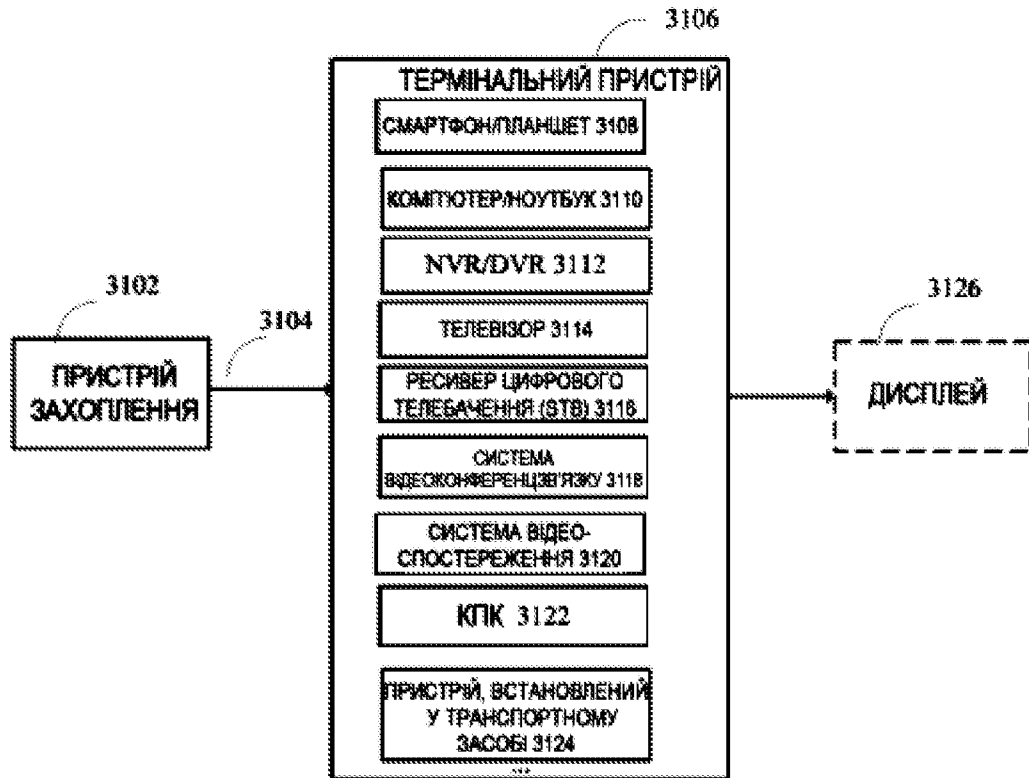 3106
ТЕРМІНАЛЬНИЙ ПРИСТРІЙ
СМАРТФОН/ПЛАНШЕТ 3108
КОМП'ЮТЕР/НОУТБУК 3110
NVR/DVR 3112
ТЕЛЕВІЗОР 3114
РЕСИВЕР ЦИФРОВОГО
ТЕЛЕБАЧЕННЯ (STB) 3116
СИСТЕМА
ВІДЕОКОНФЕРЕНЦЗВ'ЯЗКУ 3118
СИСТЕМА ВІДЕО-
СПОСТЕРЕЖЕННЯ 3120
КПК 3122
ПРИСТРІЙ, ВСТАНОВЛЕНИЙ
У ТРАНСПОРТНОМУ
ЗАСОБІ 3124
...
3102
3104
ПРИСТРІЙ
ЗАХОПЛЕННЯ
3126
ДИСПЛЕЙ